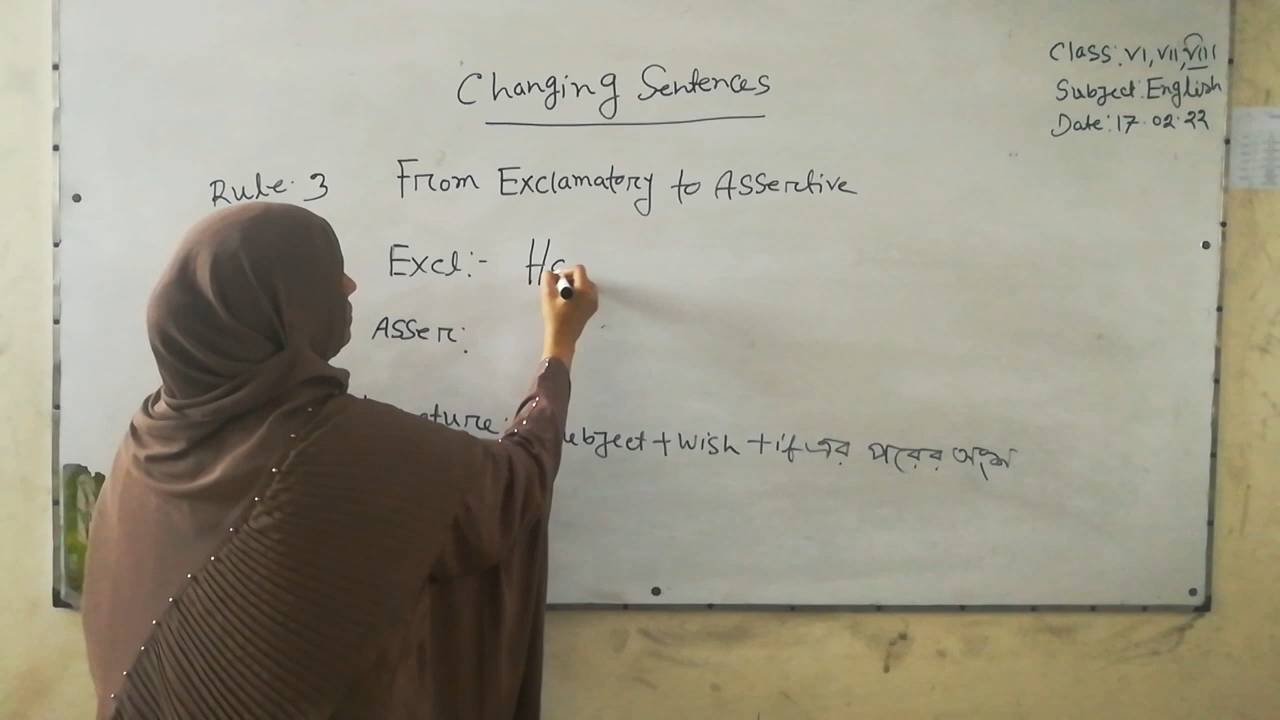 Class: VI, VII, VIII
Subject: English
Date: 17.02.22
Changing Sentences
Rule: 3 From Exclamatory to Assertive
Excl:- Ha
Asser:
ubject + wish + if এর পরের অংশ